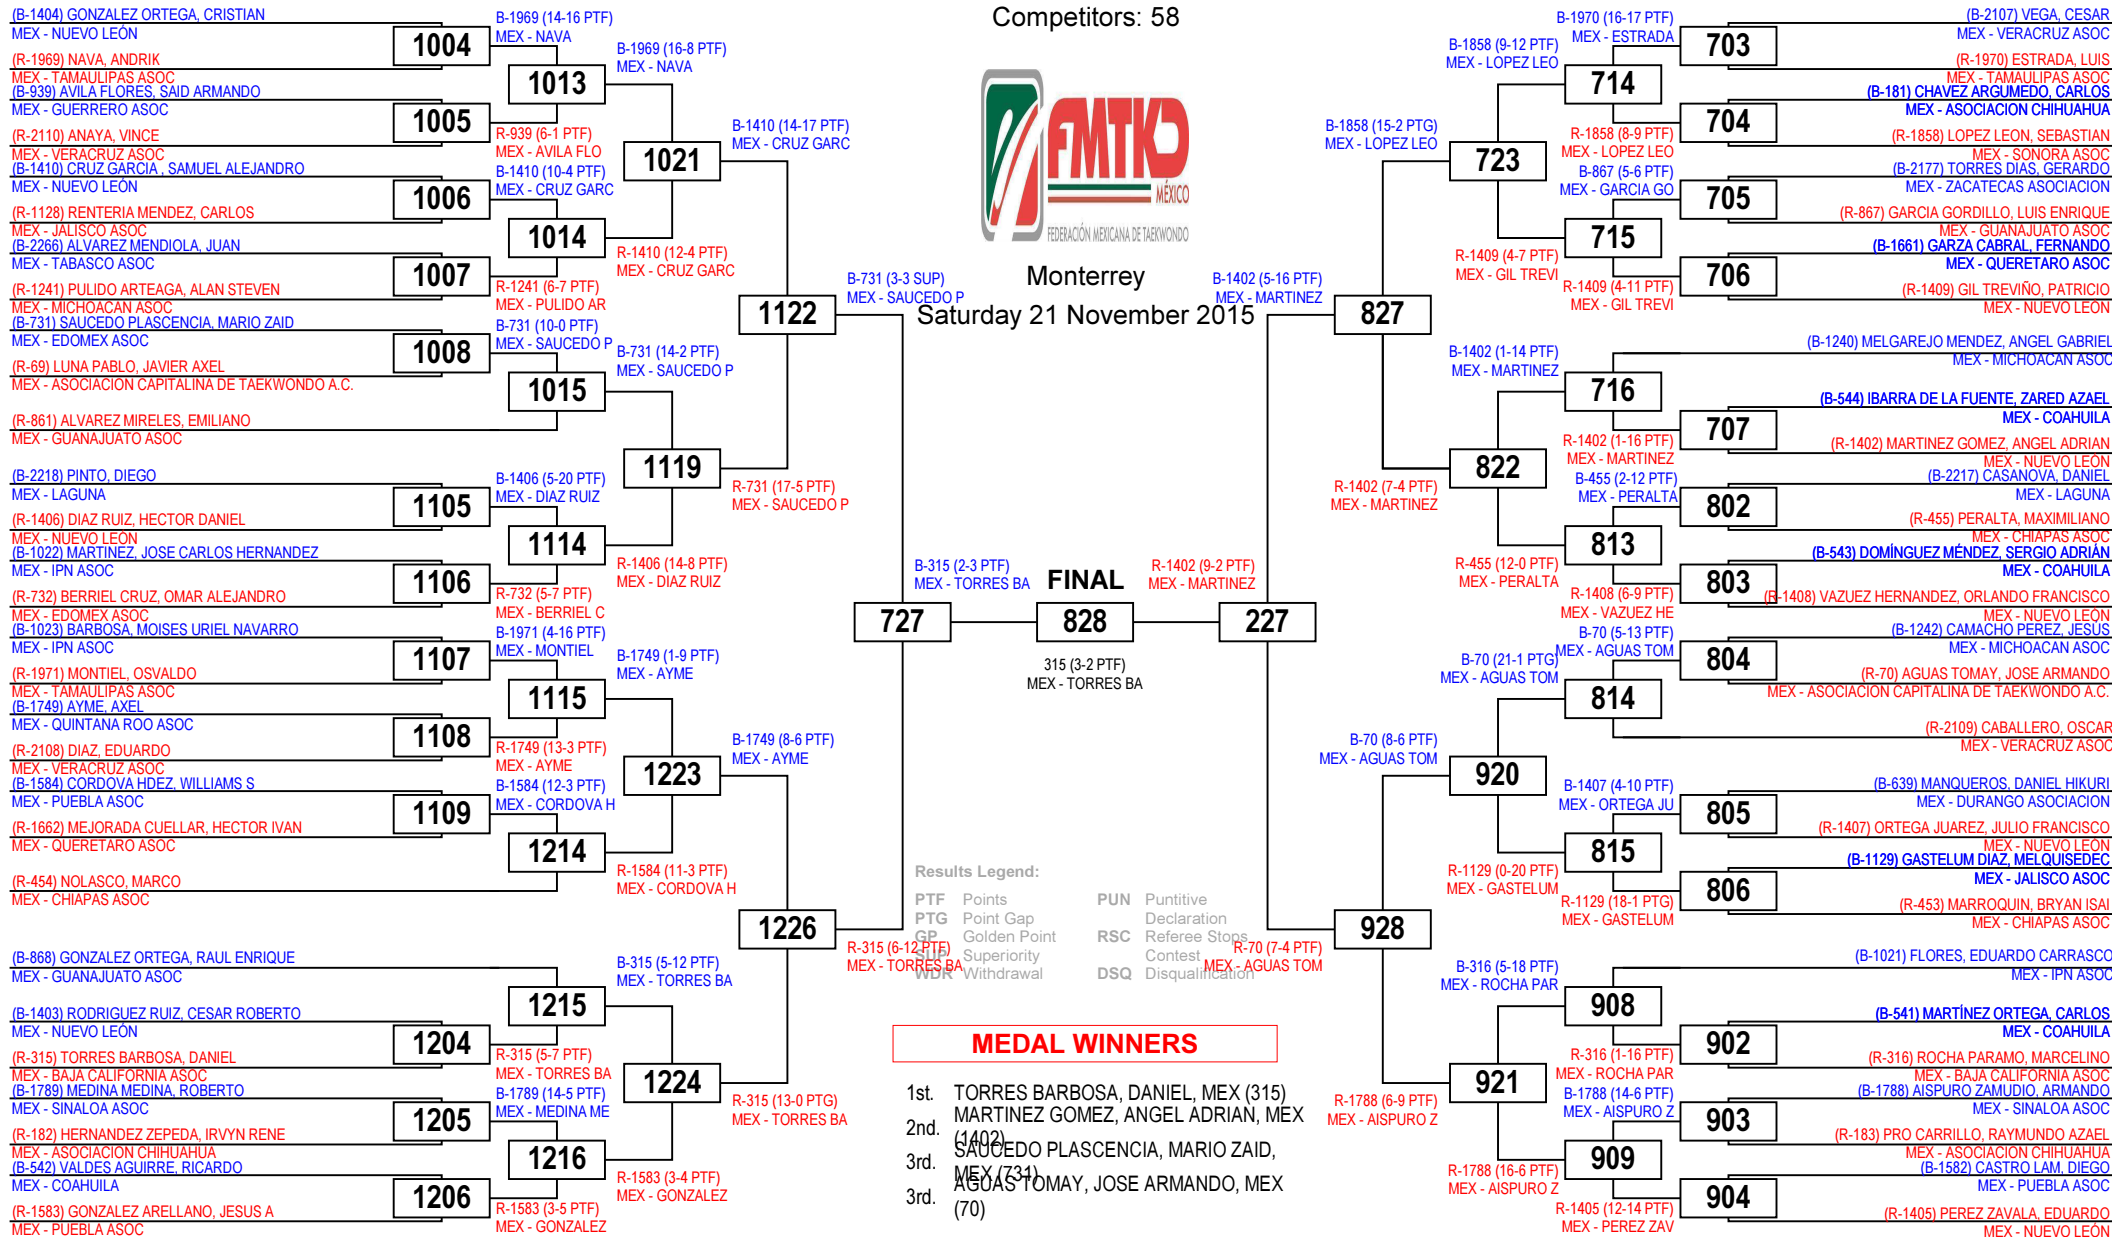 Competitors: 58
FMTKD
MÉXICO
FEDERACIÓN MEXICANA DE TAEKWONDO
Monterrey
Saturday 21 November 2015
(B-1404) GONZALEZ ORTEGA, CRISTIAN
MEX - NUEVO LEÓN
1004
(R-1969) NAVA, ANDRIK
MEX - TAMAULIPAS ASOC
(B-939) AVILA FLORES, SAID ARMANDO
MEX - GUERRERO ASOC
1005
(R-2110) ANAYA, VINCE
MEX - VERACRUZ ASOC
(B-1410) CRUZ GARCIA , SAMUEL ALEJANDRO
MEX - NUEVO LEÓN
1006
(R-1128) RENTERIA MENDEZ, CARLOS
MEX - JALISCO ASOC
(B-2266) ALVAREZ MENDIOLA, JUAN
MEX - TABASCO ASOC
1007
(R-1241) PULIDO ARTEAGA, ALAN STEVEN
MEX - MICHOACAN ASOC
(B-731) SAUCEDO PLASCENCIA, MARIO ZAID
MEX - EDOMEX ASOC
1008
(R-69) LUNA PABLO, JAVIER AXEL
MEX - ASOCIACION CAPITALINA DE TAEKWONDO A.C.
(R-861) ALVAREZ MIRELES, EMILIANO
MEX - GUANAJUATO ASOC
(B-2218) PINTO, DIEGO
MEX - LAGUNA
1105
(R-1406) DIAZ RUIZ, HECTOR DANIEL
MEX - NUEVO LEÓN
(B-1022) MARTINEZ, JOSE CARLOS HERNANDEZ
MEX - IPN ASOC
1106
(R-732) BERRIEL CRUZ, OMAR ALEJANDRO
MEX - EDOMEX ASOC
(B-1023) BARBOSA, MOISES URIEL NAVARRO
MEX - IPN ASOC
1107
(R-1971) MONTIEL, OSVALDO
MEX - TAMAULIPAS ASOC
(B-1749) AYME, AXEL
MEX - QUINTANA ROO ASOC
1108
(R-2108) DIAZ, EDUARDO
MEX - VERACRUZ ASOC
(B-1584) CORDOVA HDEZ, WILLIAMS S
MEX - PUEBLA ASOC
1109
(R-1662) MEJORADA CUELLAR, HECTOR IVAN
MEX - QUERETARO ASOC
(R-454) NOLASCO, MARCO
MEX - CHIAPAS ASOC
(B-868) GONZALEZ ORTEGA, RAUL ENRIQUE
MEX - GUANAJUATO ASOC
(B-1403) RODRIGUEZ RUIZ, CESAR ROBERTO
MEX - NUEVO LEÓN
1204
(R-315) TORRES BARBOSA, DANIEL
MEX - BAJA CALIFORNIA ASOC
(B-1789) MEDINA MEDINA, ROBERTO
MEX - SINALOA ASOC
1205
(R-182) HERNANDEZ ZEPEDA, IRVYN RENE
MEX - ASOCIACION CHIHUAHUA
(B-542) VALDES AGUIRRE, RICARDO
MEX - COAHUILA
1206
(R-1583) GONZALEZ ARELLANO, JESUS A
MEX - PUEBLA ASOC
B-1969 (14-16 PTF)
MEX - NAVA
1013
R-939 (6-1 PTF)
MEX - AVILA FLO
B-1410 (10-4 PTF)
MEX - CRUZ GARC
1014
R-1241 (6-7 PTF)
MEX - PULIDO AR
B-731 (10-0 PTF)
MEX - SAUCEDO P
1015
B-1406 (5-20 PTF)
MEX - DIAZ RUIZ
1114
R-732 (5-7 PTF)
MEX - BERRIEL C
B-1971 (4-16 PTF)
MEX - MONTIEL
1115
R-1749 (13-3 PTF)
MEX - AYME
B-1584 (12-3 PTF)
MEX - CORDOVA H
1214
1215
R-315 (5-7 PTF)
MEX - TORRES BA
B-1789 (14-5 PTF)
MEX - MEDINA ME
1216
R-1583 (3-5 PTF)
MEX - GONZALEZ
B-1969 (16-8 PTF)
MEX - NAVA
1021
R-1410 (12-4 PTF)
MEX - CRUZ GARC
B-731 (14-2 PTF)
MEX - SAUCEDO P
1119
R-1406 (14-8 PTF)
MEX - DIAZ RUIZ
B-1749 (1-9 PTF)
MEX - AYME
1223
R-1584 (11-3 PTF)
MEX - CORDOVA H
B-315 (5-12 PTF)
MEX - TORRES BA
1224
R-1583 (3-4 PTF)
MEX - GONZALEZ
B-1410 (14-17 PTF)
MEX - CRUZ GARC
1122
R-731 (17-5 PTF)
MEX - SAUCEDO P
B-1749 (8-6 PTF)
MEX - AYME
1226
R-315 (13-0 PTG)
MEX - TORRES BA
B-731 (3-3 SUP)
MEX - SAUCEDO P
727
R-315 (6-12 PTF)
MEX - TORRES BA
B-315 (2-3 PTF)
MEX - TORRES BA
FINAL
828
315 (3-2 PTF)
MEX - TORRES BA
R-1402 (9-2 PTF)
MEX - MARTINEZ
B-1402 (5-16 PTF)
MEX - MARTINEZ
227
R-70 (7-4 PTF)
MEX - AGUAS TOM
B-1858 (15-2 PTG)
MEX - LOPEZ LEO
827
R-1402 (7-4 PTF)
MEX - MARTINEZ
B-70 (8-6 PTF)
MEX - AGUAS TOM
928
R-1788 (6-9 PTF)
MEX - AISPURO Z
B-1858 (9-12 PTF)
MEX - LOPEZ LEO
723
R-1409 (4-7 PTF)
MEX - GIL TREVI
B-1402 (1-14 PTF)
MEX - MARTINEZ
822
R-455 (12-0 PTF)
MEX - PERALTA
B-70 (21-1 PTG)
MEX - AGUAS TOM
920
R-1129 (0-20 PTF)
MEX - GASTELUM
B-316 (5-18 PTF)
MEX - ROCHA PAR
921
R-1788 (16-6 PTF)
MEX - AISPURO Z
B-1970 (16-17 PTF)
MEX - ESTRADA
714
R-1858 (8-9 PTF)
MEX - LOPEZ LEO
B-867 (5-6 PTF)
MEX - GARCIA GO
715
R-1409 (4-11 PTF)
MEX - GIL TREVI
716
R-1402 (1-16 PTF)
MEX - MARTINEZ
B-455 (2-12 PTF)
MEX - PERALTA
813
R-1408 (6-9 PTF)
MEX - VAZUEZ HE
B-70 (5-13 PTF)
MEX - AGUAS TOM
814
B-1407 (4-10 PTF)
MEX - ORTEGA JU
815
R-1129 (18-1 PTG)
MEX - GASTELUM
908
R-316 (1-16 PTF)
MEX - ROCHA PAR
B-1788 (14-6 PTF)
MEX - AISPURO Z
909
R-1405 (12-14 PTF)
MEX - PEREZ ZAV
(B-2107) VEGA, CESAR
MEX - VERACRUZ ASOC
703
(R-1970) ESTRADA, LUIS
MEX - TAMAULIPAS ASOC
(B-181) CHAVEZ ARGUMEDO, CARLOS
MEX - ASOCIACION CHIHUAHUA
704
(R-1858) LOPEZ LEON, SEBASTIAN
MEX - SONORA ASOC
(B-2177) TORRES DIAS, GERARDO
MEX - ZACATECAS ASOCIACION
705
(R-867) GARCIA GORDILLO, LUIS ENRIQUE
MEX - GUANAJUATO ASOC
(B-1661) GARZA CABRAL, FERNANDO
MEX - QUERETARO ASOC
706
(R-1409) GIL TREVIÑO, PATRICIO
MEX - NUEVO LEÓN
(B-1240) MELGAREJO MENDEZ, ANGEL GABRIEL
MEX - MICHOACAN ASOC
(B-544) IBARRA DE LA FUENTE, ZARED AZAEL
MEX - COAHUILA
707
(R-1402) MARTINEZ GOMEZ, ANGEL ADRIAN
MEX - NUEVO LEÓN
(B-2217) CASANOVA, DANIEL
MEX - LAGUNA
802
(R-455) PERALTA, MAXIMILIANO
MEX - CHIAPAS ASOC
(B-543) DOMÍNGUEZ MÉNDEZ, SERGIO ADRIÁN
MEX - COAHUILA
803
(R-1408) VAZUEZ HERNANDEZ, ORLANDO FRANCISCO
MEX - NUEVO LEÓN
(B-1242) CAMACHO PEREZ, JESUS
MEX - MICHOACAN ASOC
804
(R-70) AGUAS TOMAY, JOSE ARMANDO
MEX - ASOCIACION CAPITALINA DE TAEKWONDO A.C.
(R-2109) CABALLERO, OSCAR
MEX - VERACRUZ ASOC
(B-639) MANQUEROS, DANIEL HIKURI
MEX - DURANGO ASOCIACION
805
(R-1407) ORTEGA JUAREZ, JULIO FRANCISCO
MEX - NUEVO LEÓN
(B-1129) GASTELUM DIAZ, MELQUISEDEC
MEX - JALISCO ASOC
806
(R-453) MARROQUIN, BRYAN ISAI
MEX - CHIAPAS ASOC
(B-1021) FLORES, EDUARDO CARRASCO
MEX - IPN ASOC
(B-541) MARTÍNEZ ORTEGA, CARLOS
MEX - COAHUILA
902
(R-316) ROCHA PARAMO, MARCELINO
MEX - BAJA CALIFORNIA ASOC
(B-1788) AISPURO ZAMUDIO, ARMANDO
MEX - SINALOA ASOC
903
(R-183) PRO CARRILLO, RAYMUNDO AZAEL
MEX - ASOCIACION CHIHUAHUA
(B-1582) CASTRO LAM, DIEGO
MEX - PUEBLA ASOC
904
(R-1405) PEREZ ZAVALA, EDUARDO
MEX - NUEVO LEÓN
Results Legend:
PTF Points
PTG Point Gap
GP Golden Point
SUP Superiority
WDR Withdrawal
PUN Puntitive
Declaration
RSC Referee Stops
Contest
DSQ Disqualification
MEDAL WINNERS
1st. TORRES BARBOSA, DANIEL, MEX (315)
2nd. MARTINEZ GOMEZ, ANGEL ADRIAN, MEX
(1402)
3rd. SAUCEDO PLASCENCIA, MARIO ZAID,
MEX (731)
3rd. AGUAS TOMAY, JOSE ARMANDO, MEX
(70)